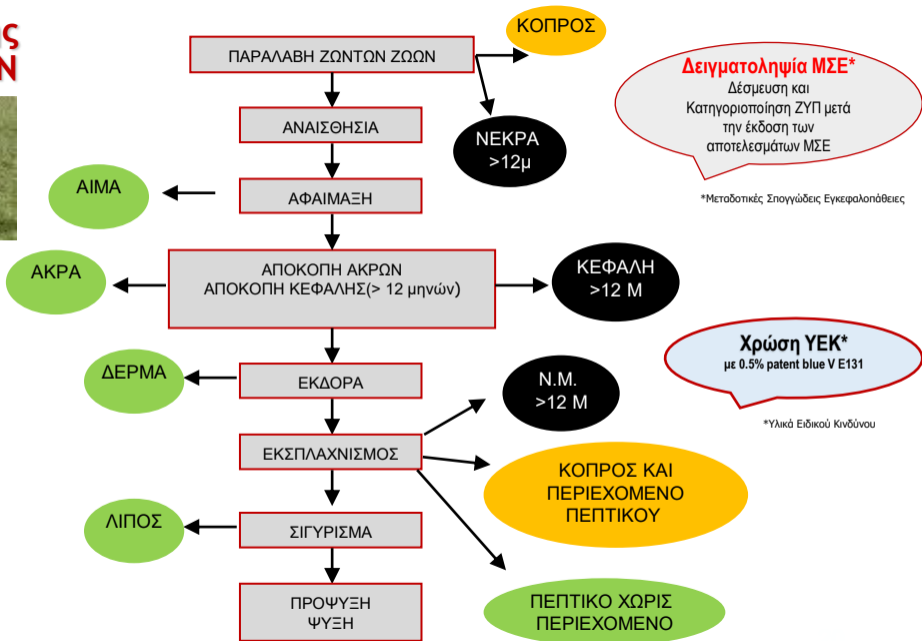 ς
Ν
ΠΑΡΑΛΑΒΗ ΖΩΝΤΩΝ ΖΩΩΝ
ΚΟΠΡΟΣ
ΝΕΚΡΑ
>12μ
Δειγματοληψία ΜΣΕ*
Δέσμευση και
Κατηγοριοποίηση ΖΥΠ μετά
την έκδοση των
αποτελεσμάτων ΜΣΕ
*Μεταδοτικές Σπογγώδεις Εγκεφαλοπάθειες
ΑΝΑΙΣΘΗΣΙΑ
ΑΙΜΑ
ΑΦΑΙΜΑΞΗ
ΑΚΡΑ
ΑΠΟΚΟΠΗ ΑΚΡΩΝ
ΑΠΟΚΟΠΗ ΚΕΦΑΛΗΣ(> 12 μηνών)
ΚΕΦΑΛΗ
>12 Μ
Χρώση ΥΕΚ*
με 0.5% patent blue V E131
*Υλικά Ειδικού Κινδύνου
ΔΕΡΜΑ
ΕΚΔΟΡΑ
Ν.Μ.
>12 Μ
ΕΚΣΠΛΑΧΝΙΣΜΟΣ
ΚΟΠΡΟΣ ΚΑΙ
ΠΕΡΙΕΧΟΜΕΝΟ
ΠΕΠΤΙΚΟΥ
ΛΙΠΟΣ
ΣΙΓΥΡΙΣΜΑ
ΠΡΟΨΥΞΗ
ΨΥΞΗ
ΠΕΠΤΙΚΟ ΧΩΡΙΣ
ΠΕΡΙΕΧΟΜΕΝΟ